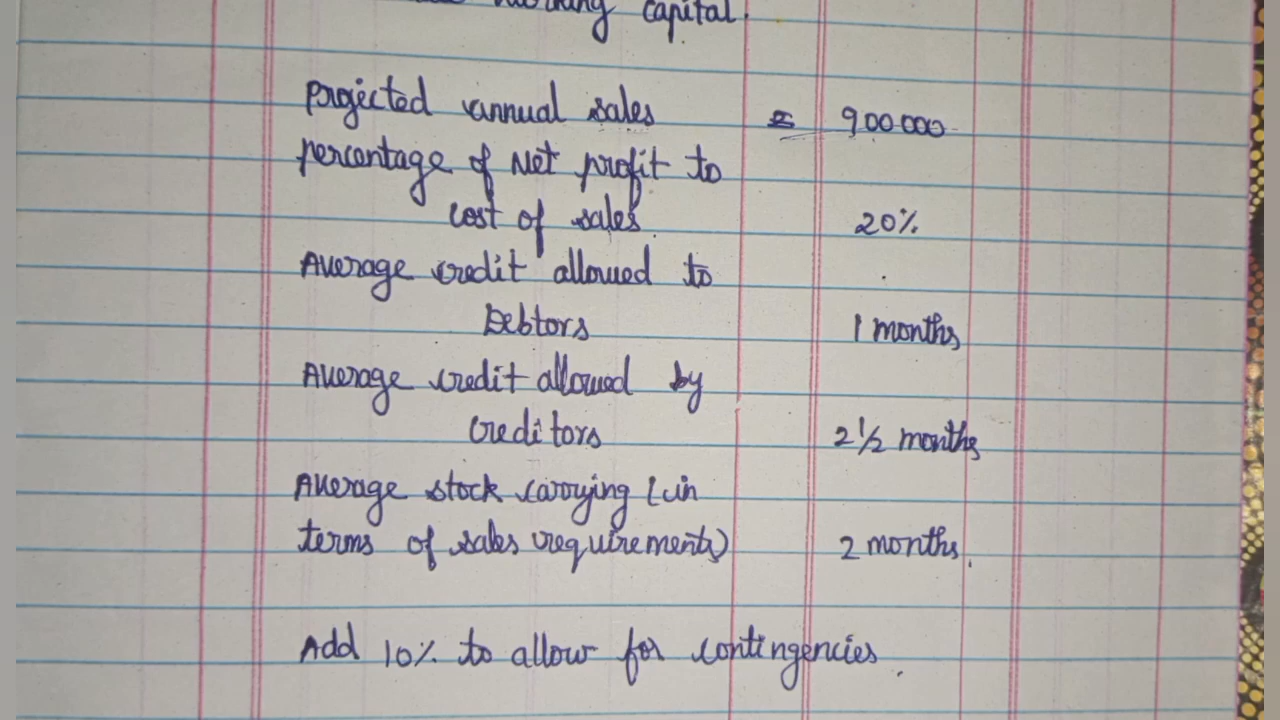 working capital.
projected annual sales = 900000
percentage of Net profit to
cost of sales. 20%
Average credit allowed to
Debtors 1 months
Average credit allowed by
creditors 2 1/2 months
Average stock carrying (in
terms of sales requirements) 2 months.
Add 10% to allow for contingencies.